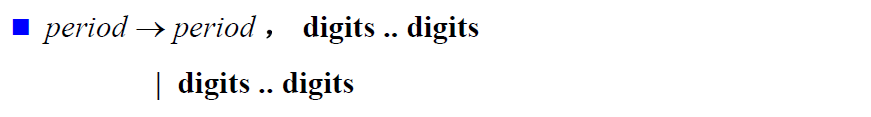 ■ period → period ， digits .. digits
| digits .. digits